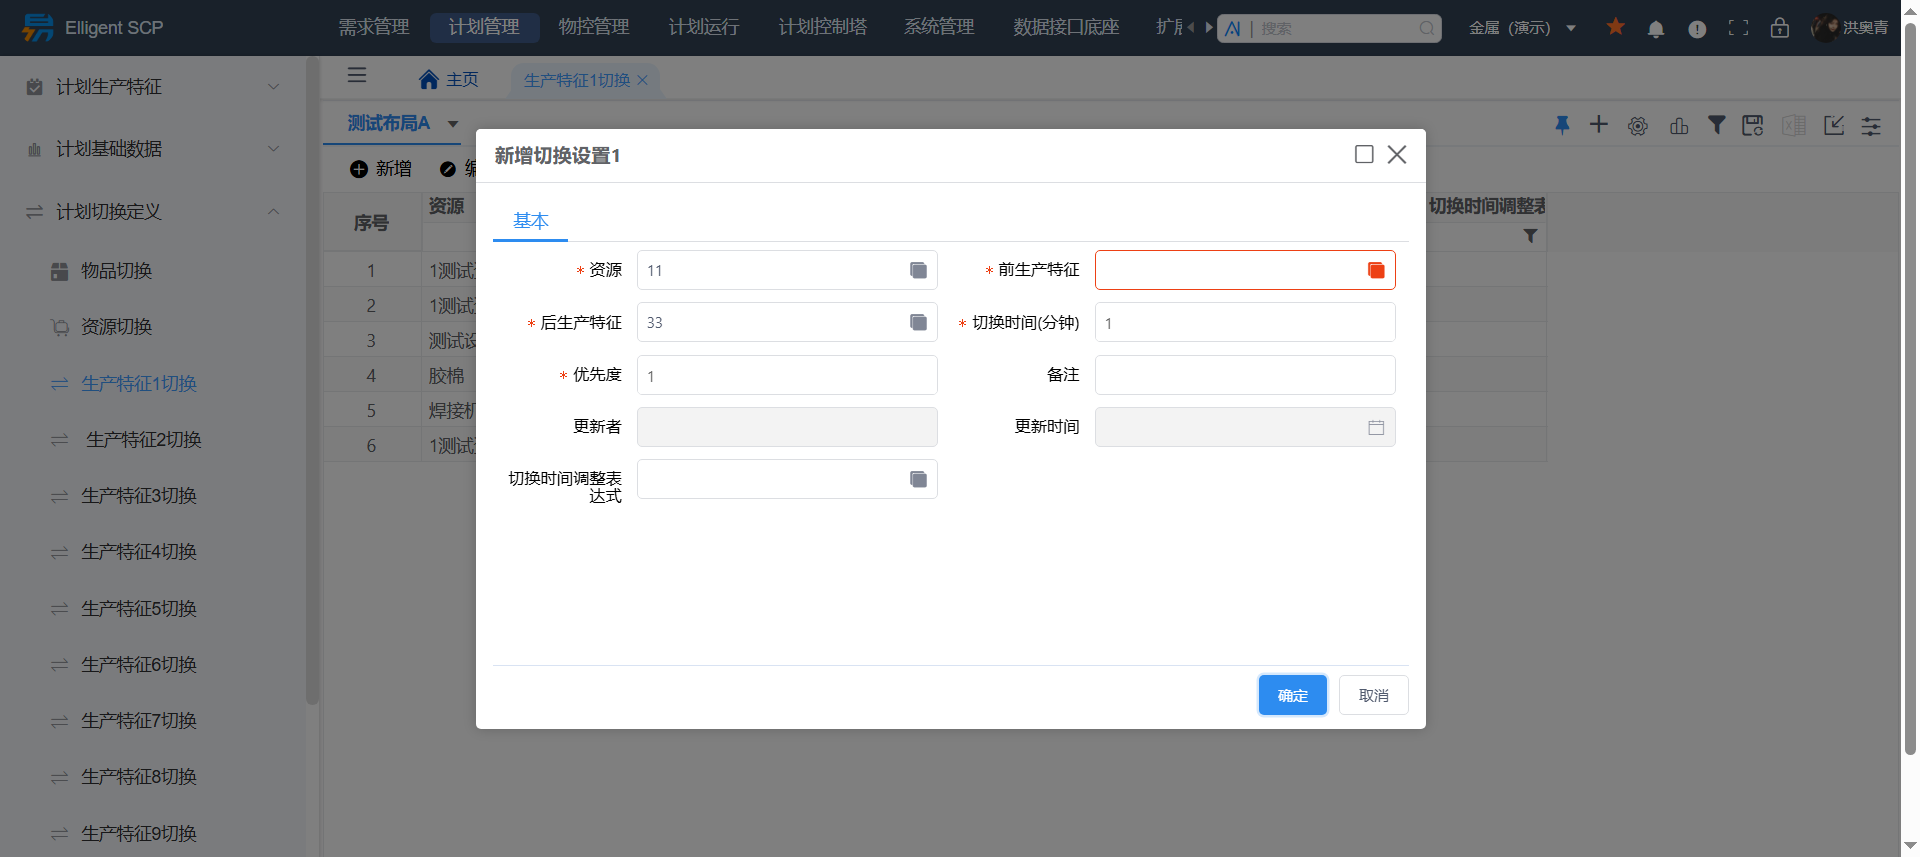 Elligent SCP
需求管理
计划管理
物控管理
计划运行
计划控制塔
系统管理
数据接口底座
AI | 搜索
金属（演示）
洪奥青
计划生产特征
计划基础数据
计划切换定义
物品切换
资源切换
生产特征1切换
生产特征2切换
生产特征3切换
生产特征4切换
生产特征5切换
生产特征6切换
生产特征7切换
生产特征8切换
生产特征9切换
主页
生产特征1切换
测试布局A
新增
序号
资源
切换时间调整表
1
1测试
2
1测试
3
测试设
4
胶棉
5
焊接机
6
1测试
新增切换设置1
基本
* 资源
11
* 前生产特征
* 后生产特征
33
* 切换时间(分钟)
1
* 优先度
1
备注
更新者
更新时间
切换时间调整表
达式
确定
取消